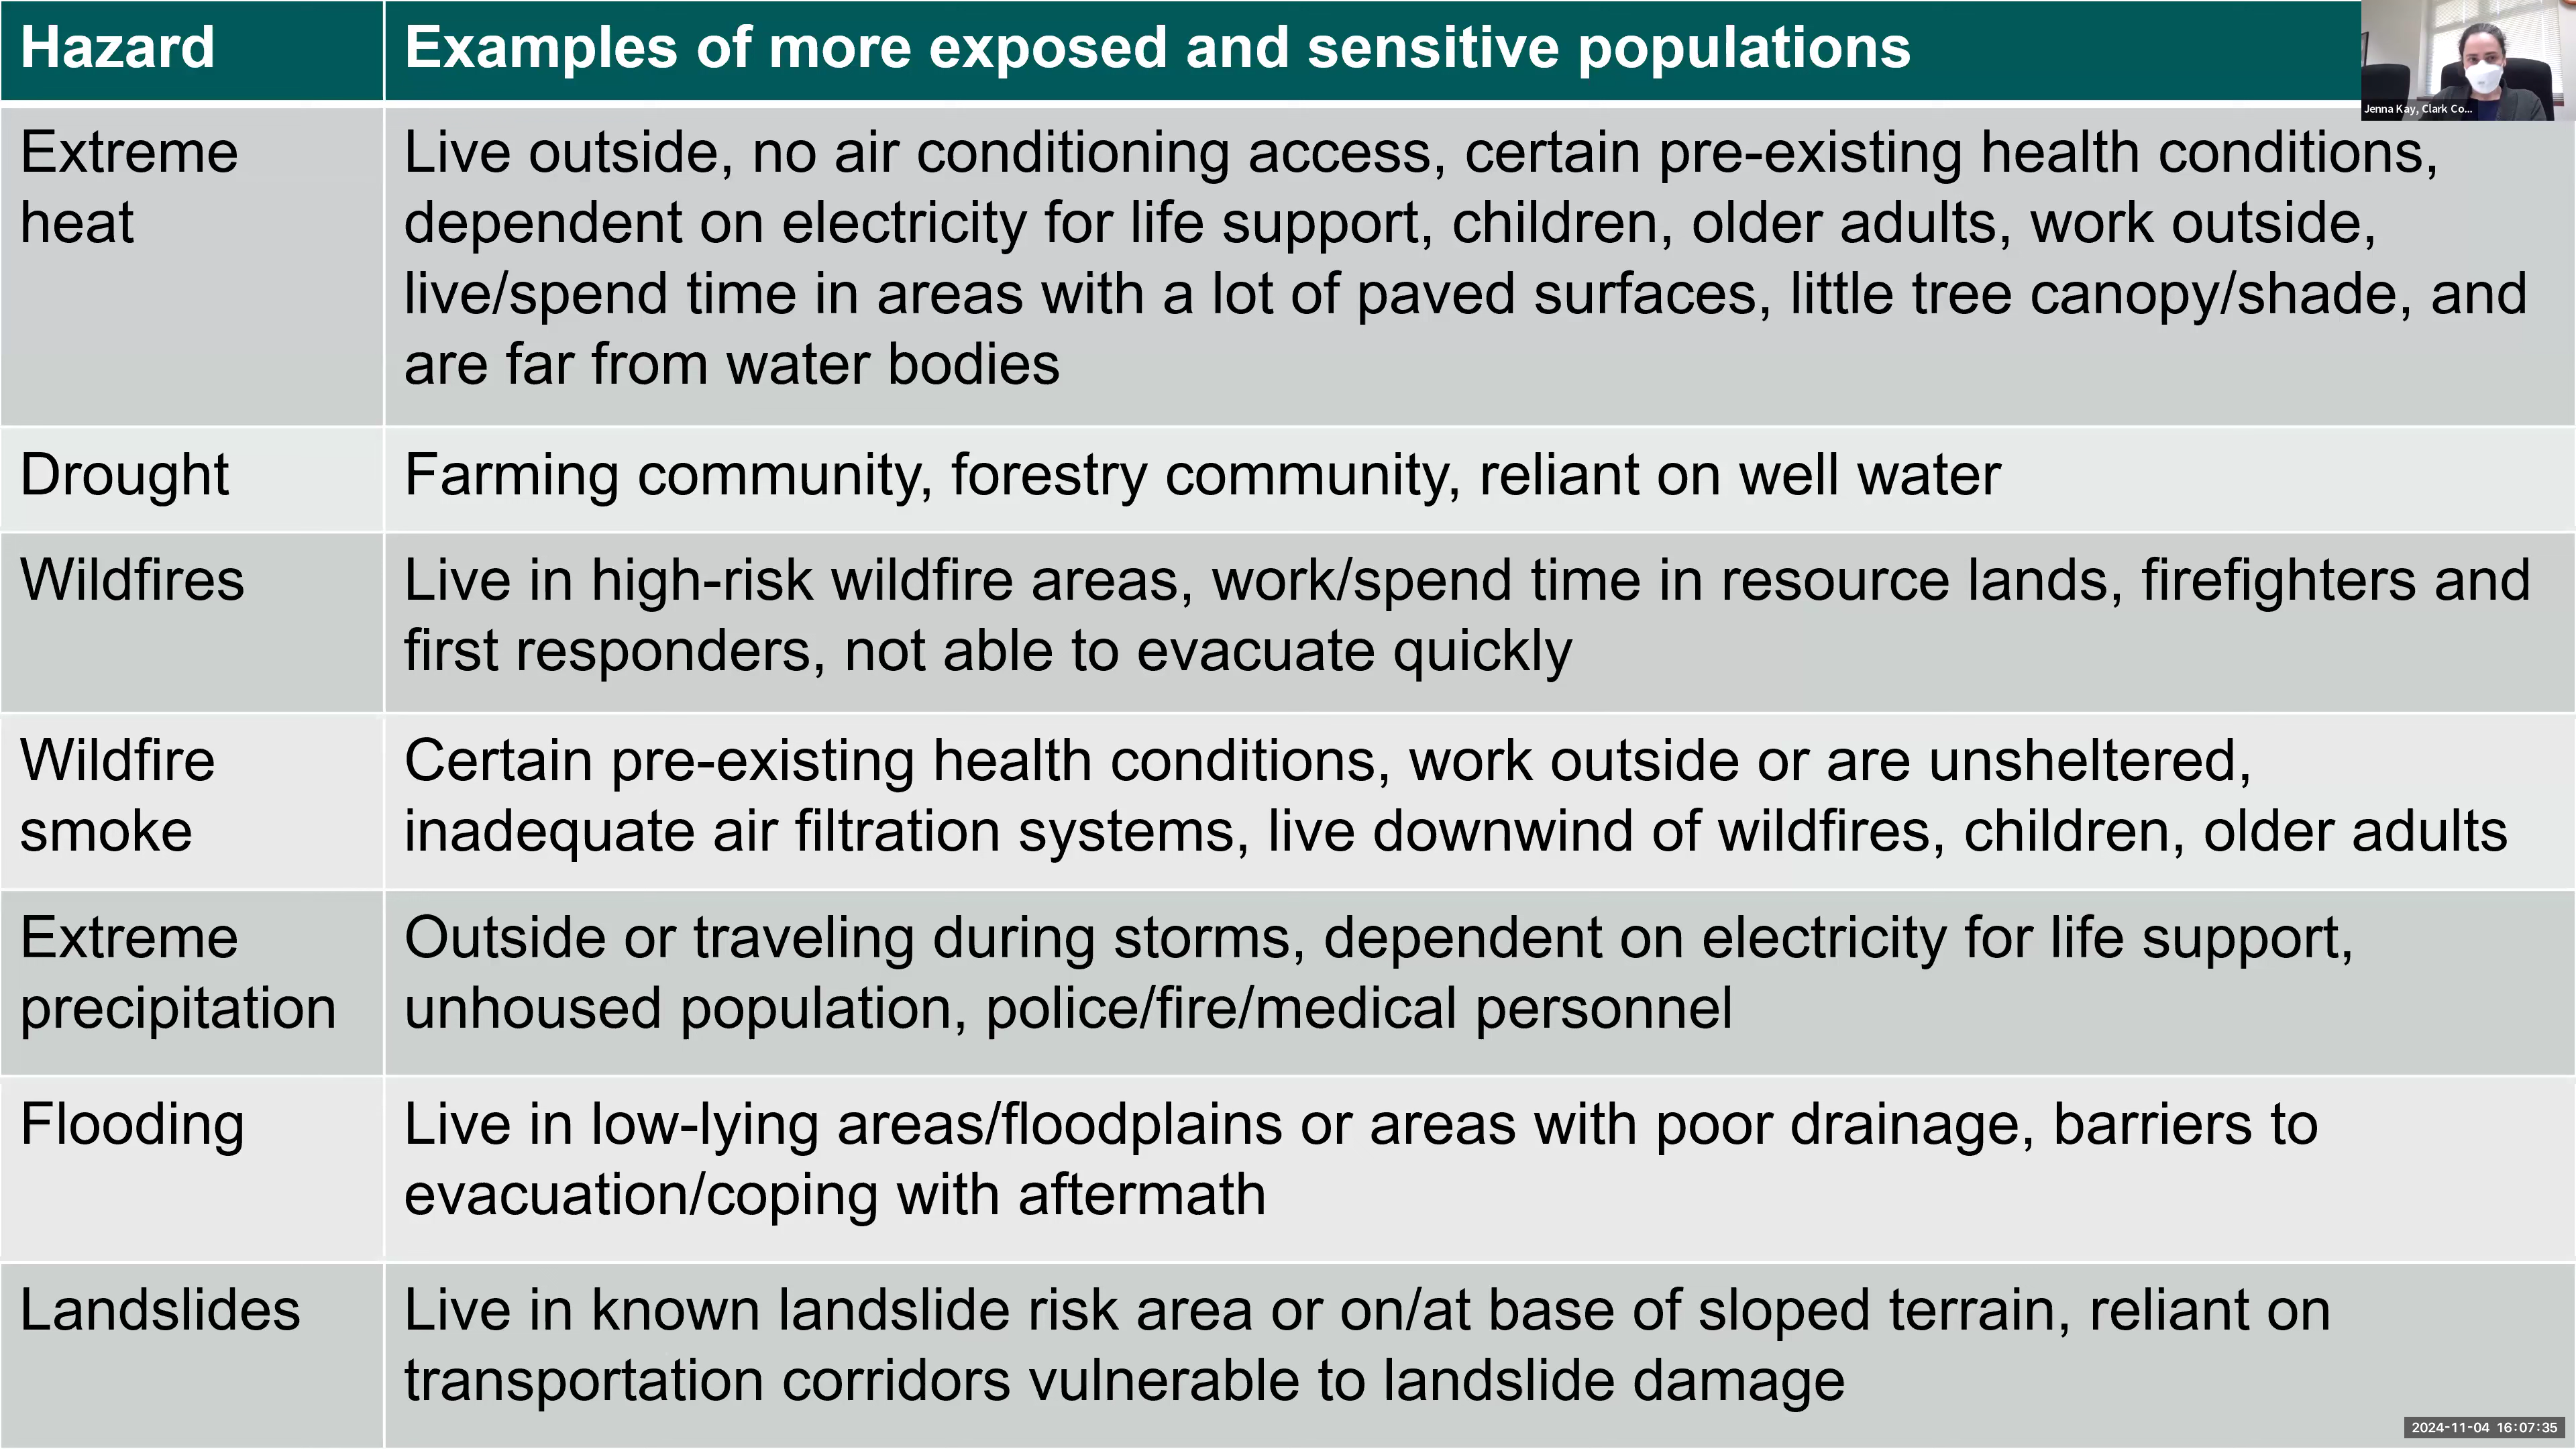 Hazard
Examples of more exposed and sensitive populations
Jenna Kay, Clark Co...
Extreme
heat
Live outside, no air conditioning access, certain pre-existing health conditions,
dependent on electricity for life support, children, older adults, work outside,
live/spend time in areas with a lot of paved surfaces, little tree canopy/shade, and
are far from water bodies
Drought
Farming community, forestry community, reliant on well water
Wildfires
Live in high-risk wildfire areas, work/spend time in resource lands, firefighters and
first responders, not able to evacuate quickly
Wildfire
smoke
Certain pre-existing health conditions, work outside or are unsheltered,
inadequate air filtration systems, live downwind of wildfires, children, older adults
Extreme
precipitation
Outside or traveling during storms, dependent on electricity for life support,
unhoused population, police/fire/medical personnel
Flooding
Live in low-lying areas/floodplains or areas with poor drainage, barriers to
evacuation/coping with aftermath
Landslides
Live in known landslide risk area or on/at base of sloped terrain, reliant on
transportation corridors vulnerable to landslide damage
2024-11-04 16:07:35